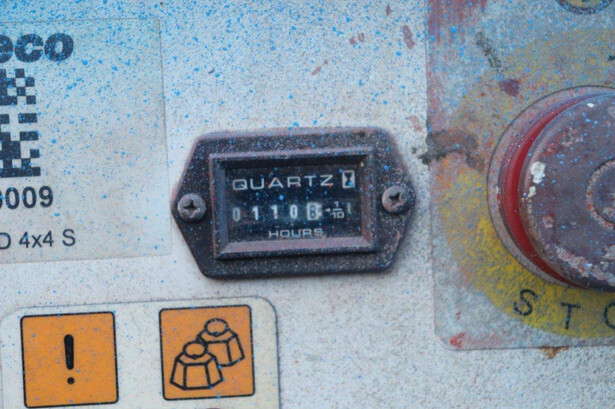 eco
009
D 4x4 S
QUARTZ
0110
1/10
HOURS
STO
!